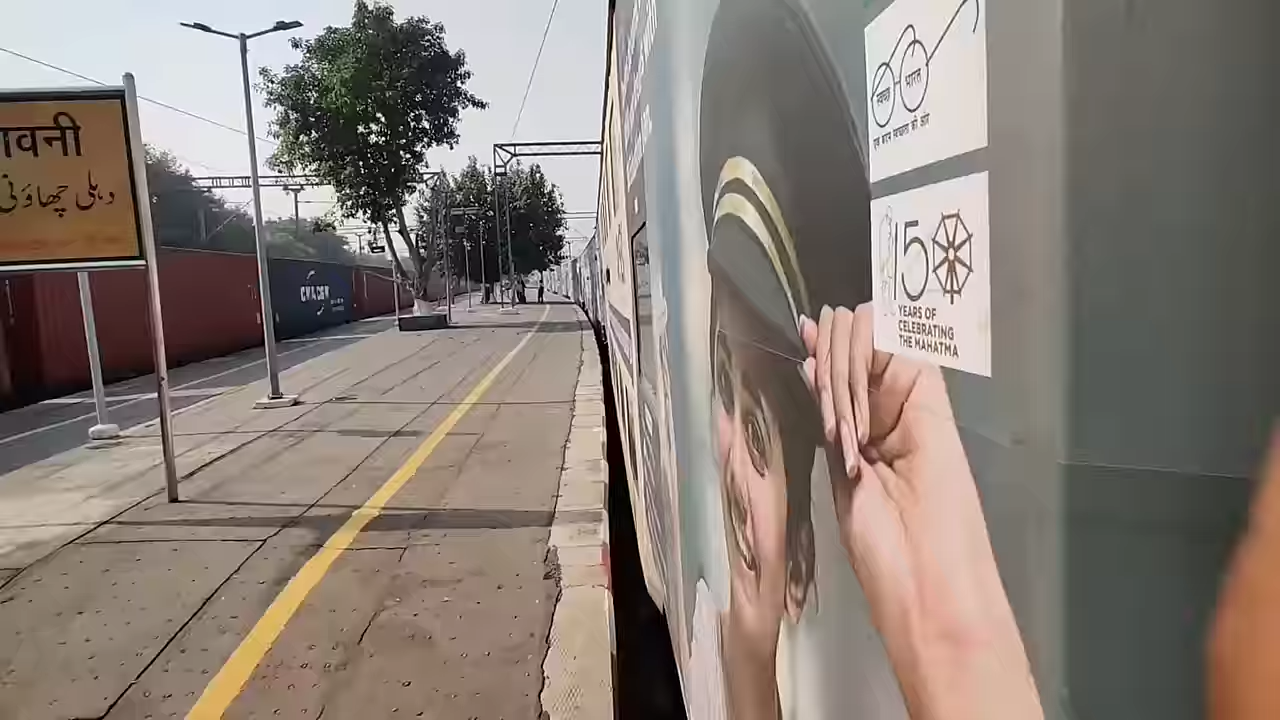 ावनी
دہلی چھاؤنی
स्वच्छ भारत
एक कदम स्वच्छता की ओर
150
YEARS OF
CELEBRATING
THE MAHATMA